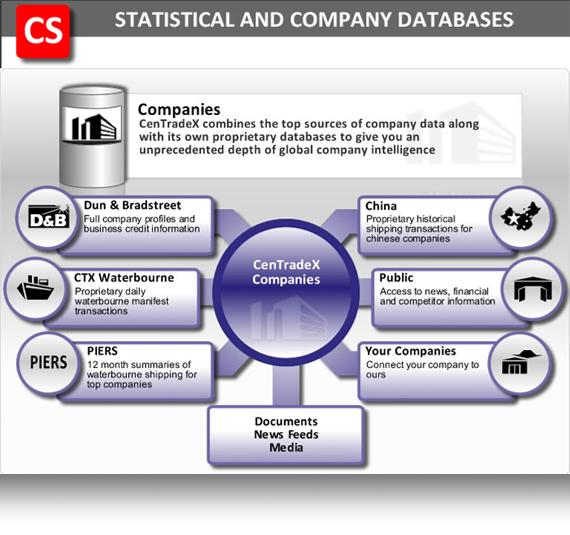 CS
STATISTICAL AND COMPANY DATABASES
Companies
CenTradeX combines the top sources of company data along
with its own proprietary databases to give you an
unprecedented depth of global company intelligence
D&B
Dun & Bradstreet
Full company profiles and
business credit information
China
Proprietary historical
shipping transactions for
chinese companies
CenTradeX
Companies
CTX Waterbourne
Proprietary daily
waterbourne manifest
transactions
Public
Access to news, financial
and competitor information
PIERS
PIERS
12 month summaries of
waterbourne shipping for
top companies
Your Companies
Connect your company to
ours
Documents
News Feeds
Media